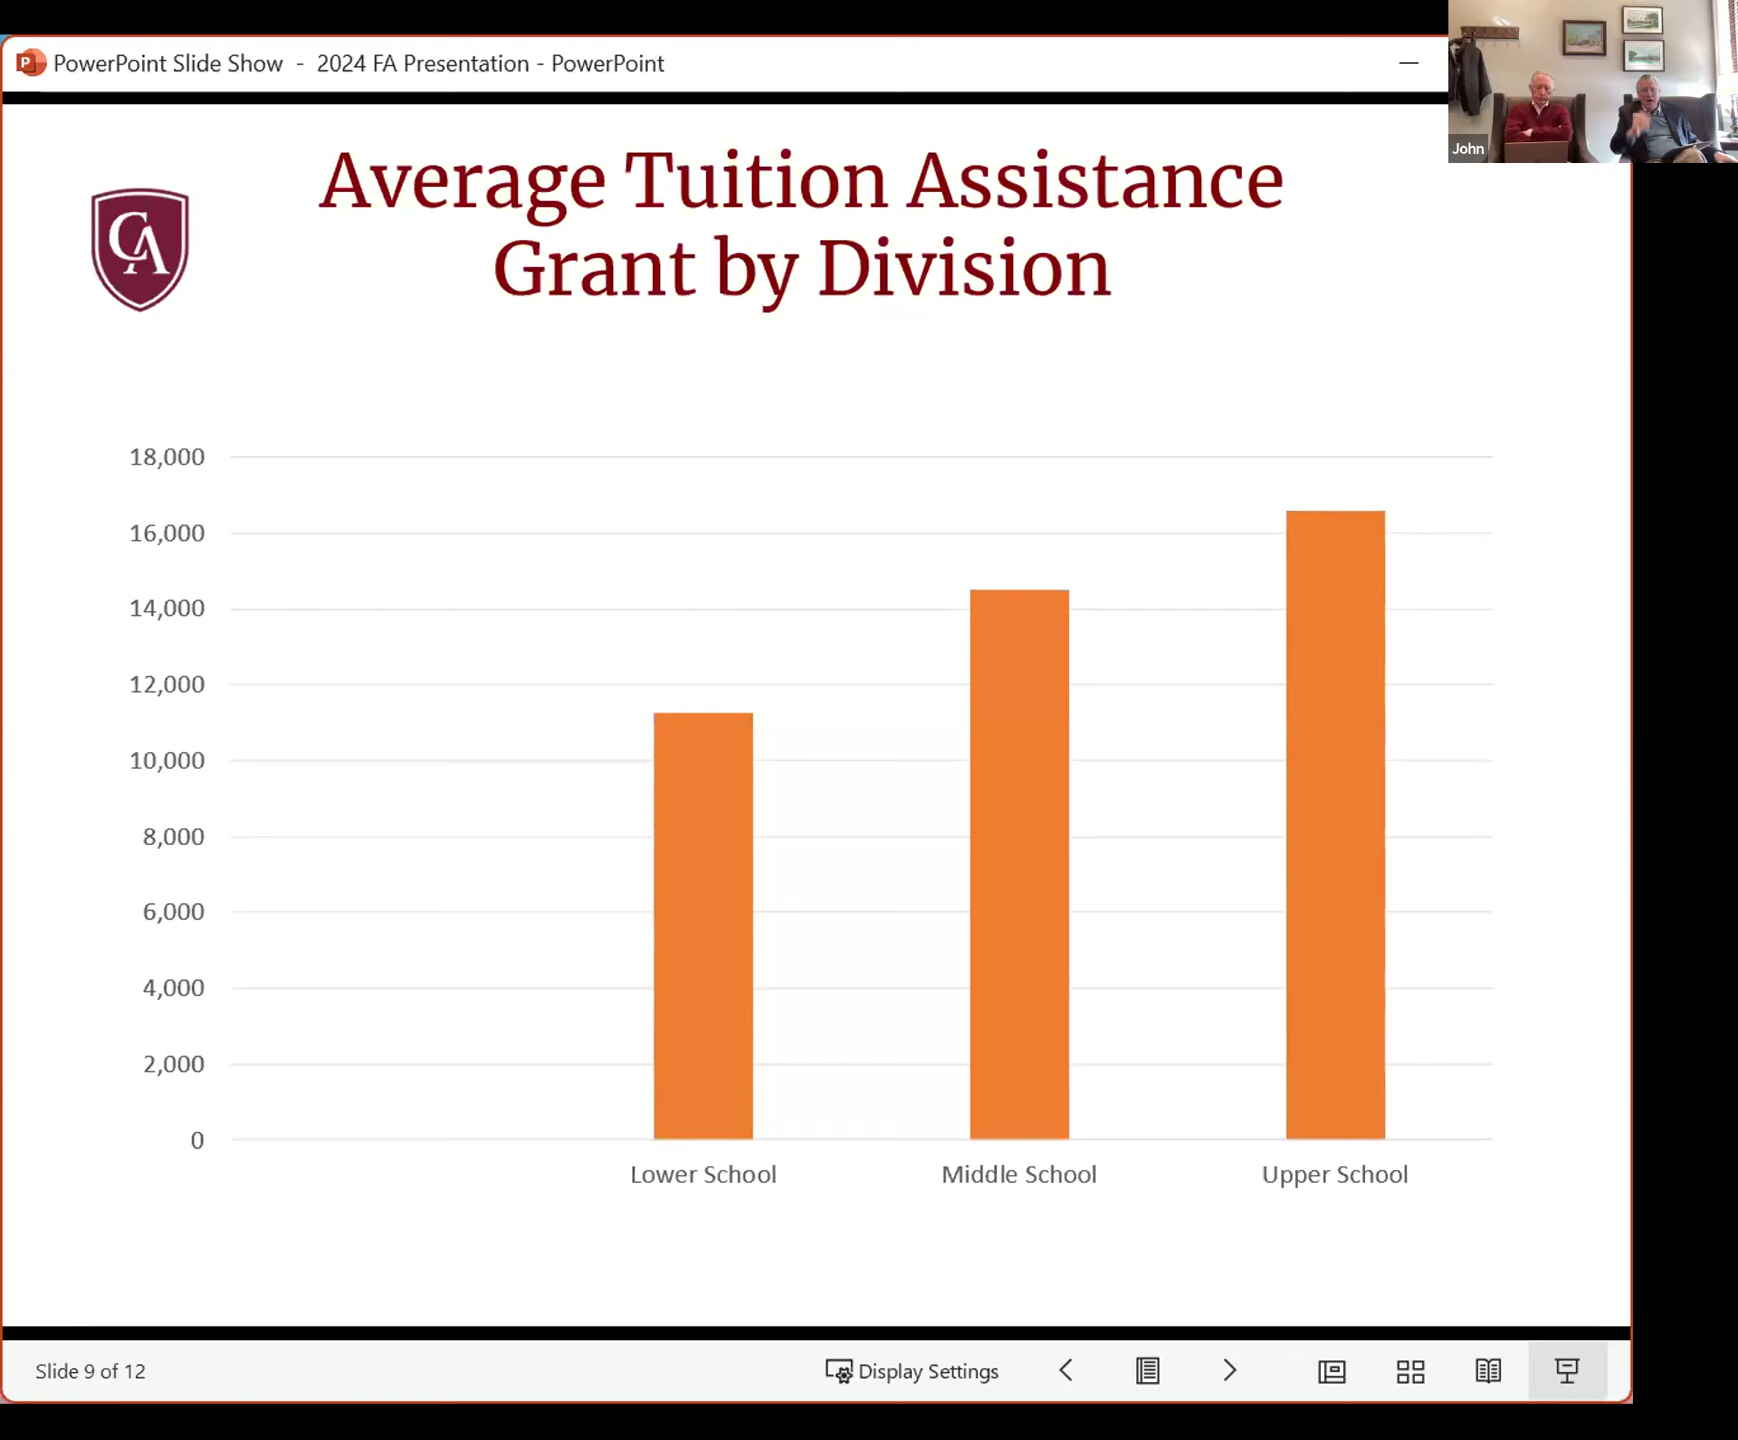 PowerPoint Slide Show - 2024 FA Presentation - PowerPoint
John
CA
Average Tuition Assistance
Grant by Division
18,000
16,000
14,000
12,000
10,000
8,000
6,000
4,000
2,000
0
Lower School
Middle School
Upper School
Slide 9 of 12
Display Settings